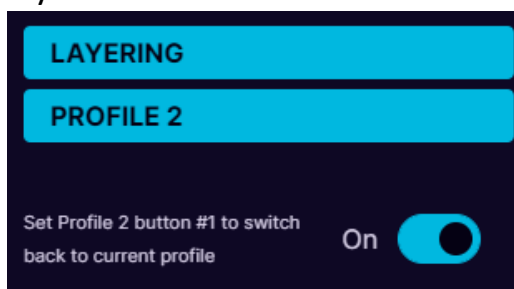 LAYERING
PROFILE 2
Set Profile 2 button #1 to switch
back to current profile
On